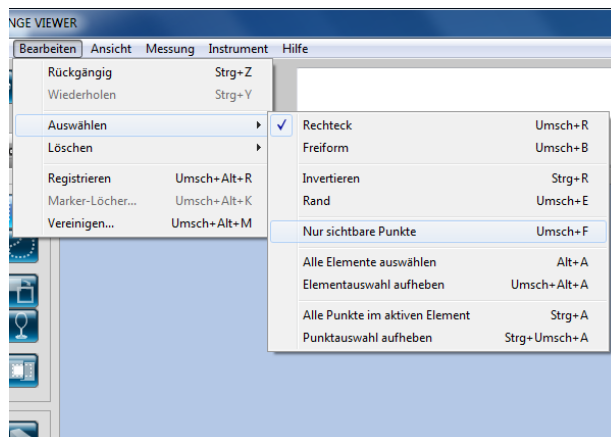 NGE VIEWER
Bearbeiten Ansicht Messung Instrument Hilfe
Rückgängig Strg+Z
Wiederholen Strg+Y
Auswählen
Löschen
Registrieren Umsch+Alt+R
Marker-Löcher... Umsch+Alt+K
Vereinigen... Umsch+Alt+M
Rechteck Umsch+R
Freiform Umsch+B
Invertieren Strg+R
Rand Umsch+E
Nur sichtbare Punkte Umsch+F
Alle Elemente auswählen Alt+A
Elementauswahl aufheben Umsch+Alt+A
Alle Punkte im aktiven Element Strg+A
Punktauswahl aufheben Strg+Umsch+A